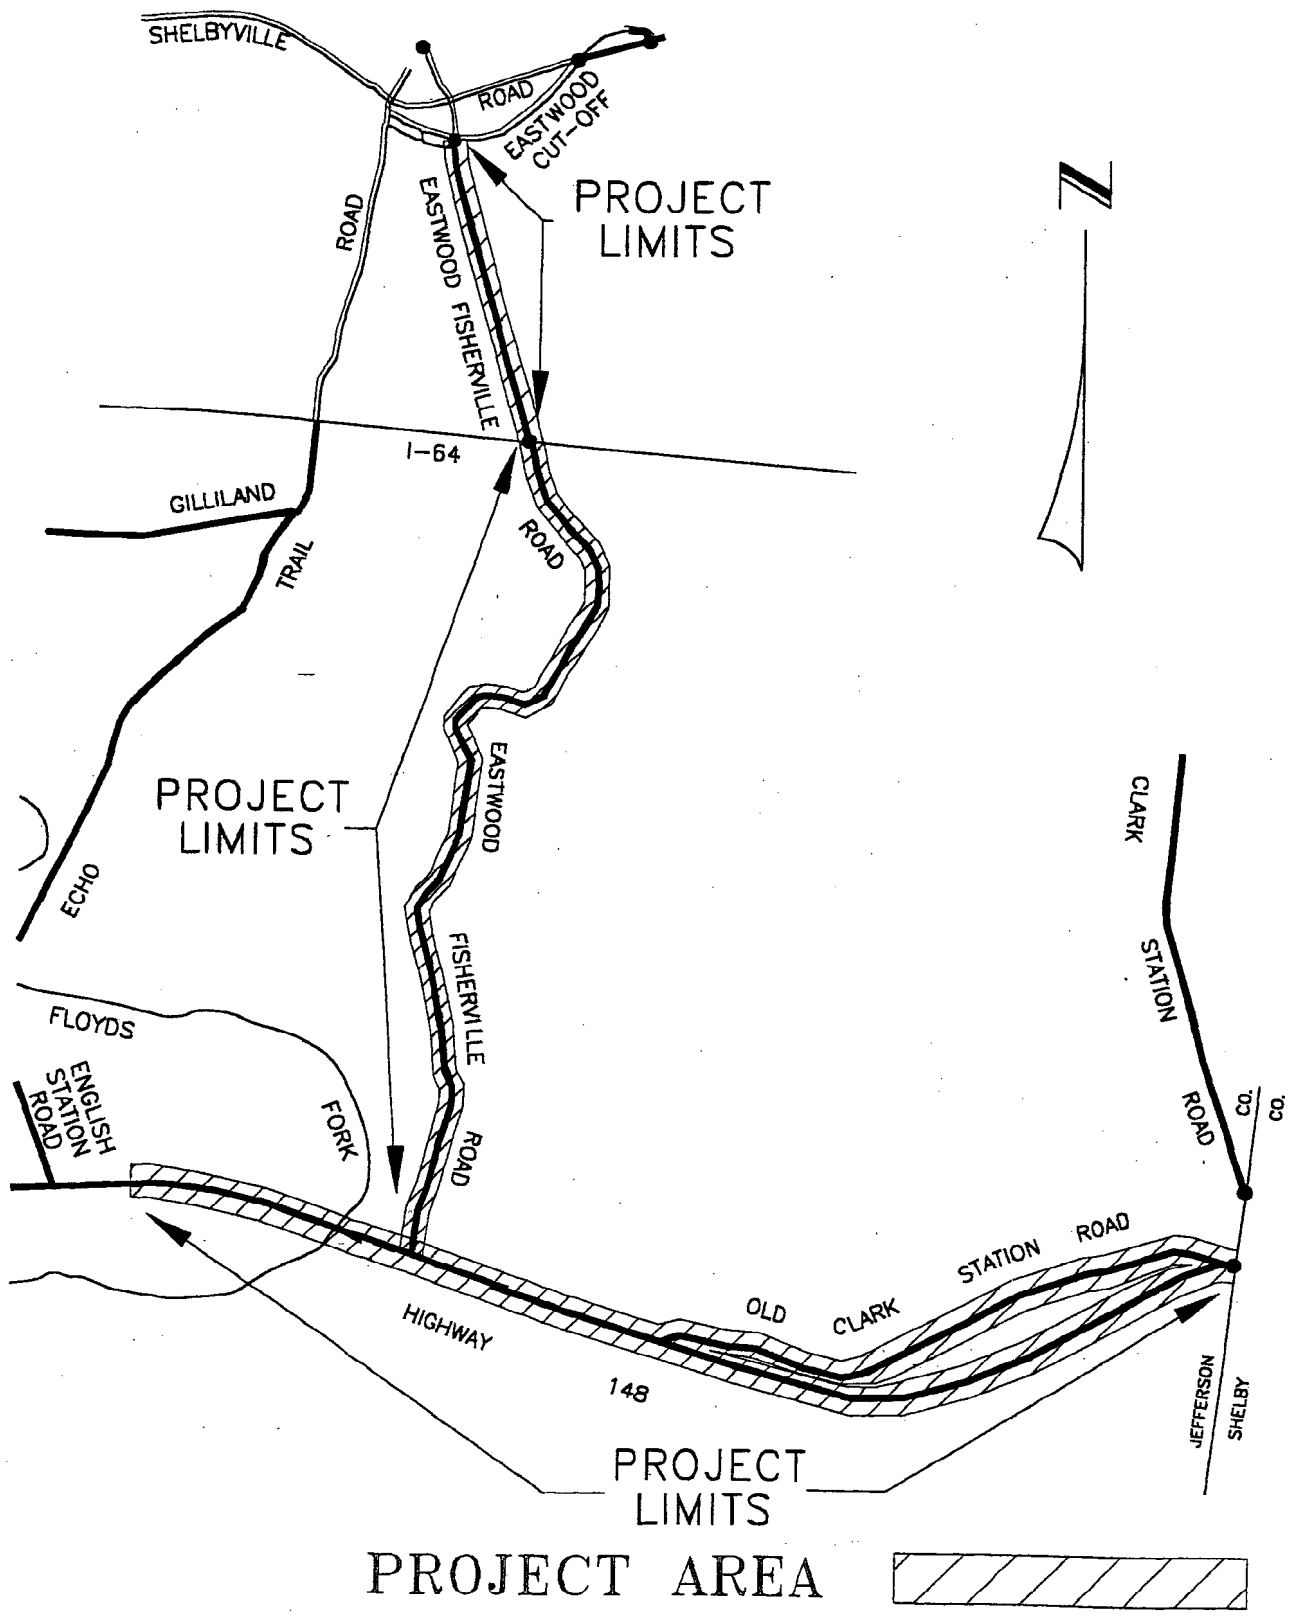 SHELBYVILLE
ROAD
EASTWOOD
CUT-OFF
PROJECT
LIMITS
ROAD
EASTWOOD FISHERVILLE
I-64
GILLILAND
ROAD
TRAIL
EASTWOOD
PROJECT
LIMITS
CLARK
ECHO
STATION
FISHERVILLE
FLOYDS
ENGLISH
STATION
ROAD
FORK
ROAD
ROAD
CO.
CO.
STATION ROAD
OLD CLARK
HIGHWAY
148
JEFFERSON
SHELBY
PROJECT
LIMITS
PROJECT AREA